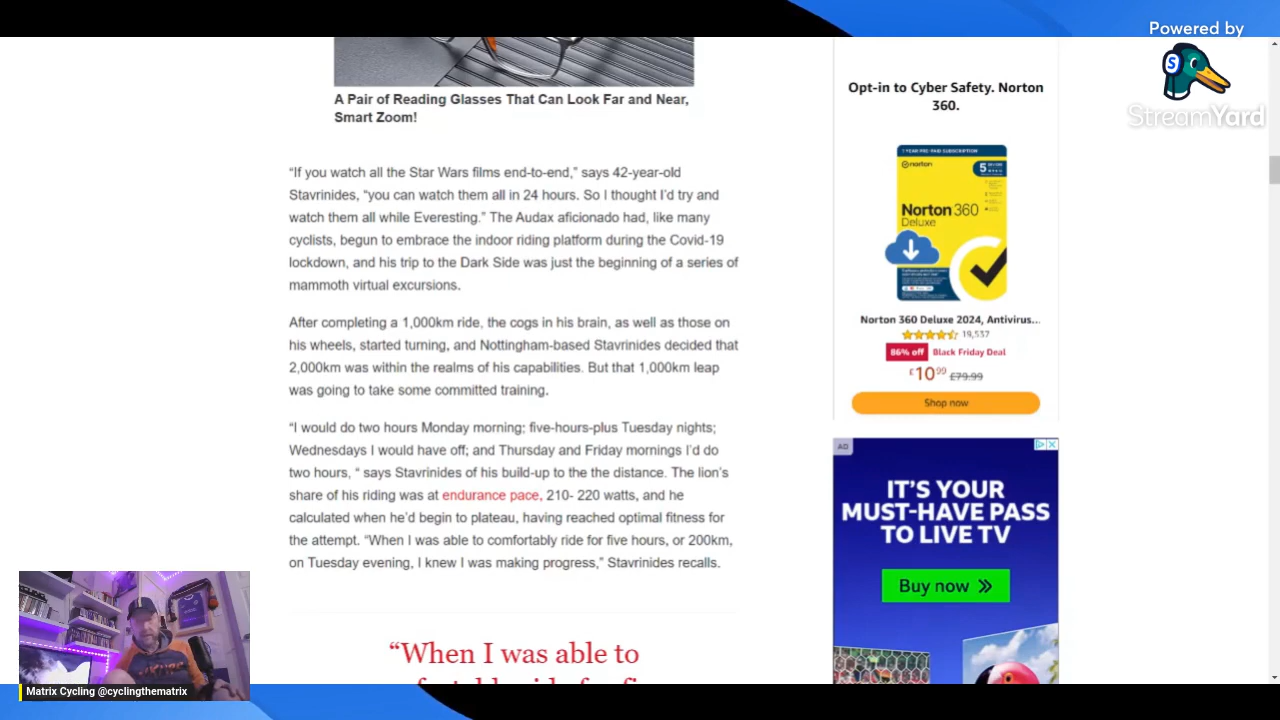 Powered by
S
StreamYard
A Pair of Reading Glasses That Can Look Far and Near,
Smart Zoom!
“If you watch all the Star Wars films end-to-end,” says 42-year-old
Stavrinides, “you can watch them all in 24 hours. So I thought I’d try and
watch them all while Everesting.” The Audax aficionado had, like many
cyclists, begun to embrace the indoor riding platform during the Covid-19
lockdown, and his trip to the Dark Side was just the beginning of a series of
mammoth virtual excursions.
After completing a 1,000km ride, the cogs in his brain, as well as those on
his wheels, started turning, and Nottingham-based Stavrinides decided that
2,000km was within the realms of his capabilities. But that 1,000km leap
was going to take some committed training.
“I would do two hours Monday morning; five-hours-plus Tuesday nights;
Wednesdays I would have off; and Thursday and Friday mornings I’d do
two hours, “ says Stavrinides of his build-up to the the distance. The lion’s
share of his riding was at endurance pace, 210- 220 watts, and he
calculated when he’d begin to plateau, having reached optimal fitness for
the attempt. “When I was able to comfortably ride for five hours, or 200km,
on Tuesday evening, I knew I was making progress,” Stavrinides recalls.
“When I was able to
Opt-in to Cyber Safety. Norton
360.
1 YEAR PRE-PAID SUBSCRIPTION
norton
5
Norton 360
Deluxe
Norton 360 Deluxe 2024, Antivirus...
19,537
86% off Black Friday Deal
£10.99 £79.99
Shop now
AD
IT’S YOUR
MUST-HAVE PASS
TO LIVE TV
Buy now
Matrix Cycling @cyclingthematrix